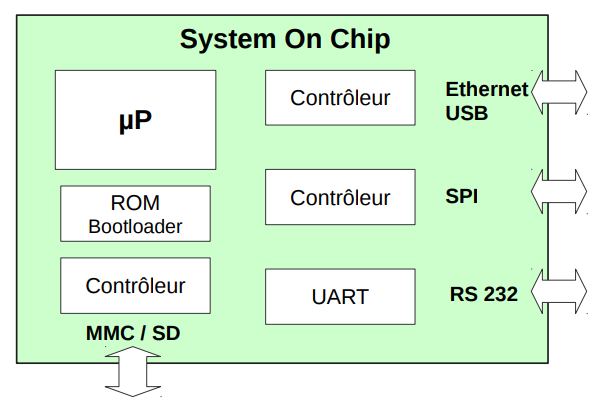 System On Chip
µP
Contrôleur
Ethernet
USB
ROM
Bootloader
Contrôleur
SPI
Contrôleur
UART
RS 232
MMC / SD